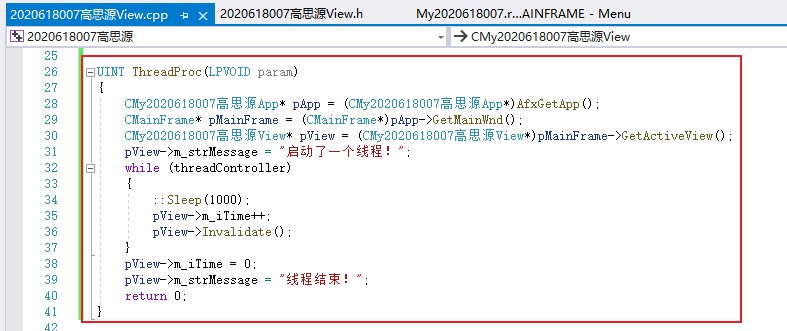 2020618007高思源View.cpp
2020618007高思源View.h
My2020618007.r...AINFRAME - Menu
2020618007高思源
CMy2020618007高思源View
25
26 UINT ThreadProc(LPVOID param)
27 {
28 CMy2020618007高思源App* pApp = (CMy2020618007高思源App*)AfxGetApp();
29 CMainFrame* pMainFrame = (CMainFrame*)pApp->GetMainWnd();
30 CMy2020618007高思源View* pView = (CMy2020618007高思源View*)pMainFrame->GetActiveView();
31 pView->m_strMessage = "启动了一个线程！";
32 while (threadController)
33 {
34 ::Sleep(1000);
35 pView->m_iTime++;
36 pView->Invalidate();
37 }
38 pView->m_iTime = 0;
39 pView->m_strMessage = "线程结束！";
40 return 0;
41 }
42